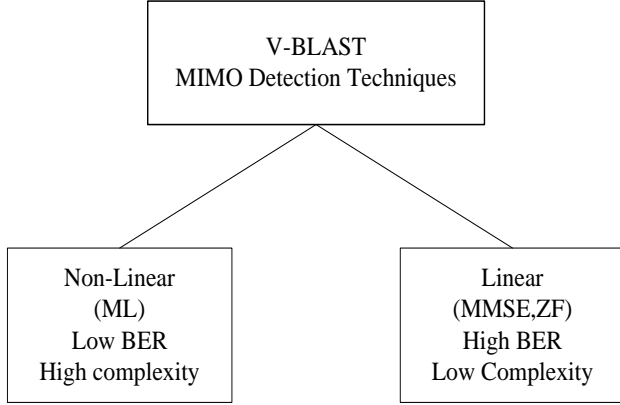 V-BLAST
MIMO Detection Techniques
Non-Linear
(ML)
Low BER
High complexity
Linear
(MMSE,ZF)
High BER
Low Complexity